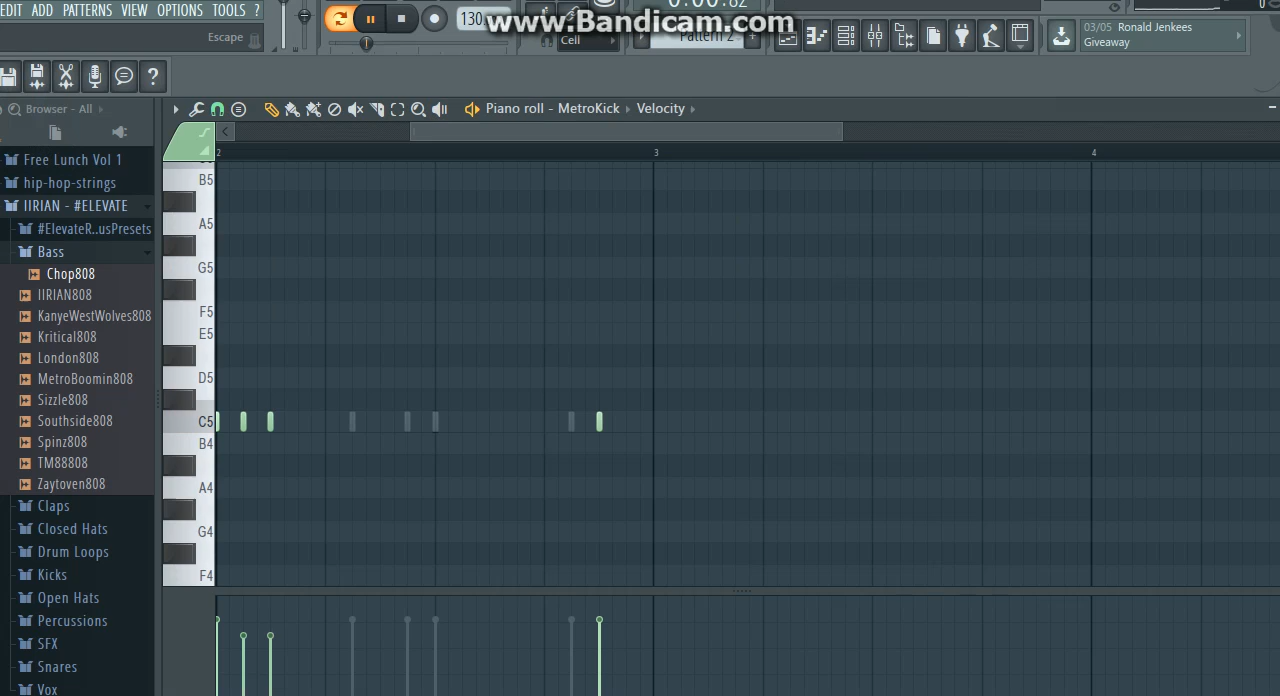 EDIT ADD PATTERNS VIEW OPTIONS TOOLS ?
Escape
130
www.Bandicam.com
Cell
Pattern 2
03/05 Ronald Jenkees
Giveaway
?
Browser - All
Piano roll - MetroKick Velocity
2 3 4
Free Lunch Vol 1
hip-hop-strings
IIRIAN - #ELEVATE
#ElevateR..usPresets
Bass
Chop808
IIRIAN808
KanyeWestWolves808
Kritical808
London808
MetroBoomin808
Sizzle808
Southside808
Spinz808
TM88808
Zaytoven808
Claps
Closed Hats
Drum Loops
Kicks
Open Hats
Percussions
SFX
Snares
Vox
B5
A5
G5
F5
E5
D5
C5
B4
A4
G4
F4